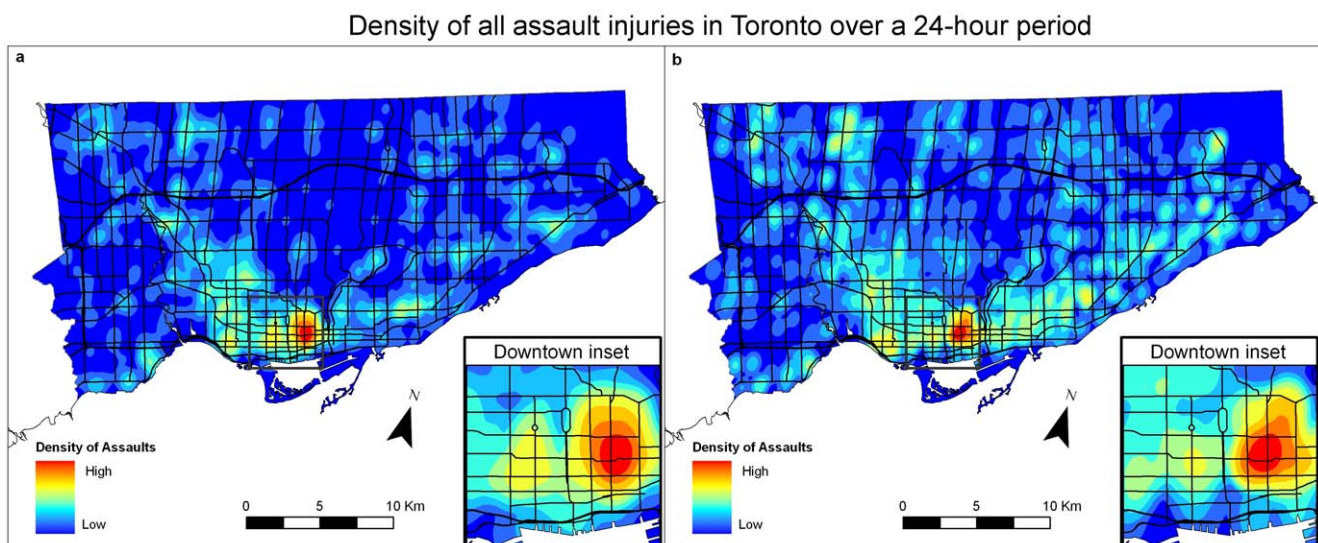 Density of all assault injuries in Toronto over a 24-hour period
a
Downtown inset
N
Density of Assaults
High
Low
0 5 10 Km
b
Downtown inset
N
Density of Assaults
High
Low
0 5 10 Km